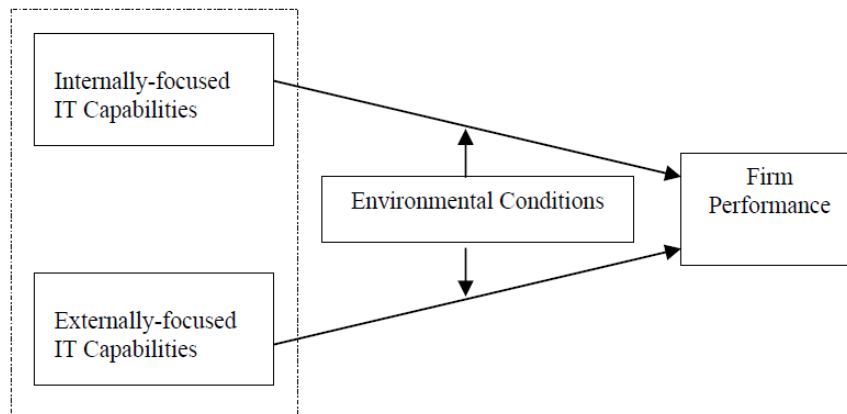 Internally-focused
IT Capabilities
Environmental Conditions
Firm
Performance
Externally-focused
IT Capabilities